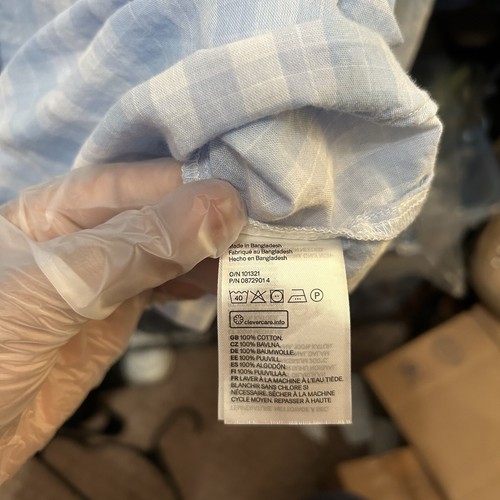 Made in Bangladesh
Fabriqué au Bangladesh
Hecho en Bangladesh
O/N 101321
P/N 0872901 4
40 P
clevercare.info
GB 100% COTTON.
CZ 100% BAVLNA.
DE 100% BAUMWOLLE.
EE 100% PUUVILL.
ES 100% ALGODÓN.
FI 100% PUUVILLAA.
FR LAVER À LA MACHINE À L'EAU TIÈDE.
BLANCHIR SANS CHLORE SI
NÉCESSAIRE. SÉCHER À LA MACHINE
CYCLE MOYEN. REPASSER À HAUTE